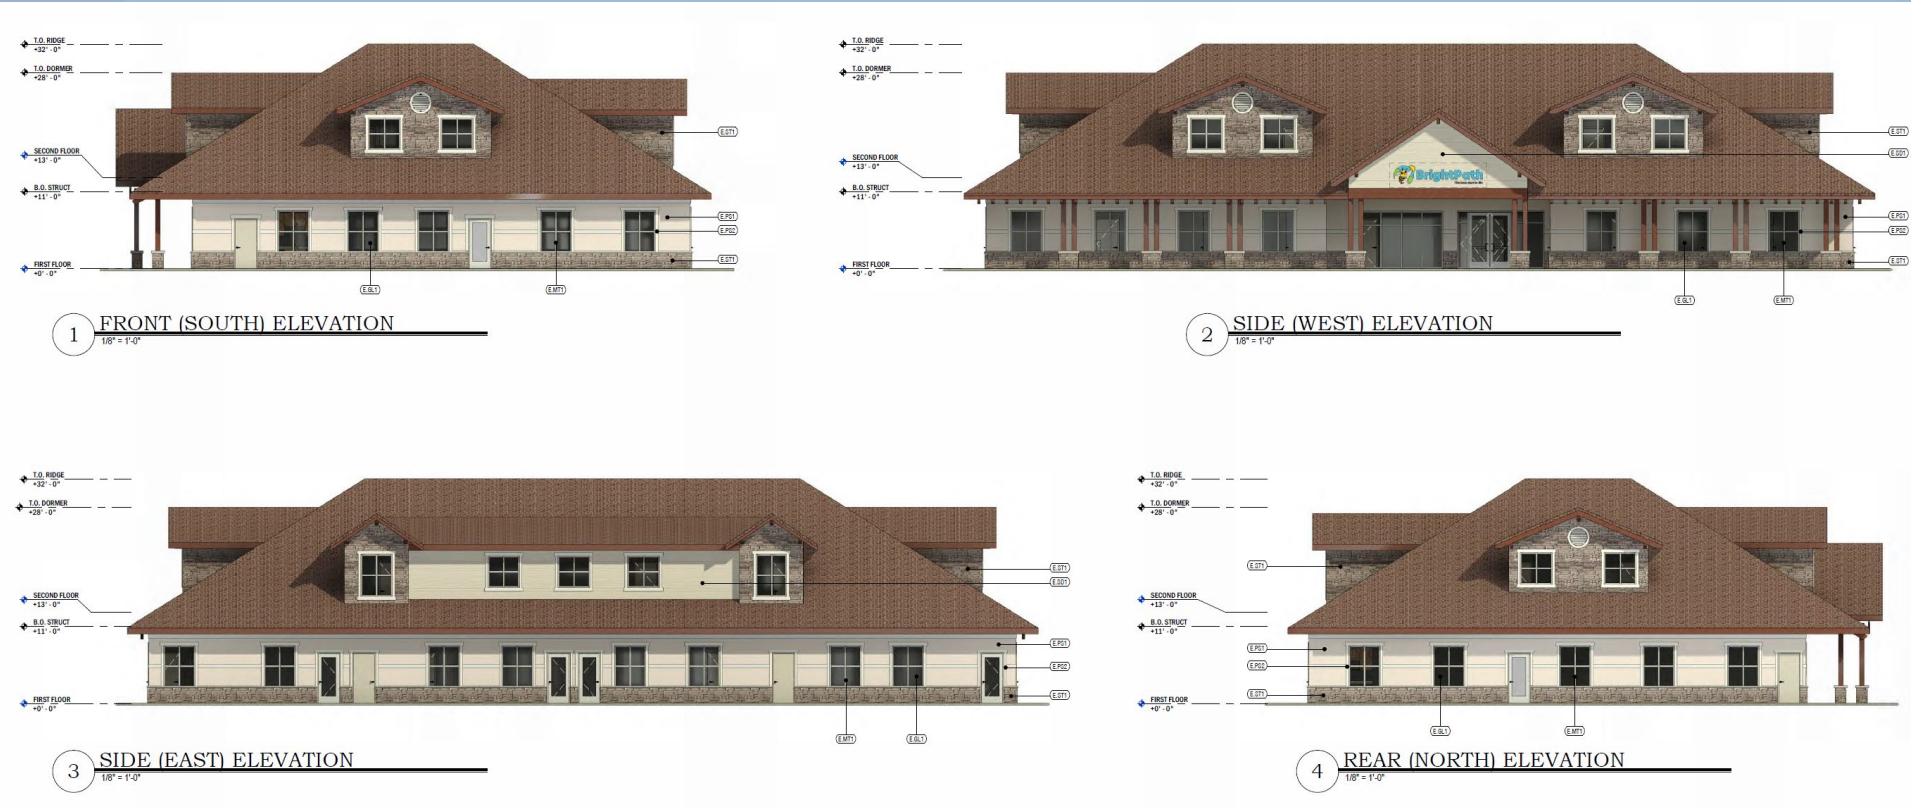 T.O. RIDGE
+32' - 0"
T.O. DORMER
+28' - 0"
SECOND FLOOR
+13' - 0"
B.O. STRUCT
+11' - 0"
FIRST FLOOR
+0' - 0"
E.ST1
E.PS1
E.PS2
E.ST1
E.GL1
E.MT1
1
FRONT (SOUTH) ELEVATION
1/8" = 1'-0"
T.O. RIDGE
+32' - 0"
T.O. DORMER
+28' - 0"
SECOND FLOOR
+13' - 0"
B.O. STRUCT
+11' - 0"
FIRST FLOOR
+0' - 0"
BrightPath
E.ST1
E.SD1
E.PS1
E.PS2
E.ST1
E.GL1
E.MT1
2
SIDE (WEST) ELEVATION
1/8" = 1'-0"
T.O. RIDGE
+32' - 0"
T.O. DORMER
+28' - 0"
SECOND FLOOR
+13' - 0"
B.O. STRUCT
+11' - 0"
FIRST FLOOR
+0' - 0"
E.ST1
E.SD1
E.PS1
E.PS2
E.ST1
E.MT1
E.GL1
3
SIDE (EAST) ELEVATION
1/8" = 1'-0"
T.O. RIDGE
+32' - 0"
T.O. DORMER
+28' - 0"
E.ST1
SECOND FLOOR
+13' - 0"
B.O. STRUCT
+11' - 0"
E.PS1
E.PS2
E.ST1
FIRST FLOOR
+0' - 0"
E.GL1
E.MT1
4
REAR (NORTH) ELEVATION
1/8" = 1'-0"